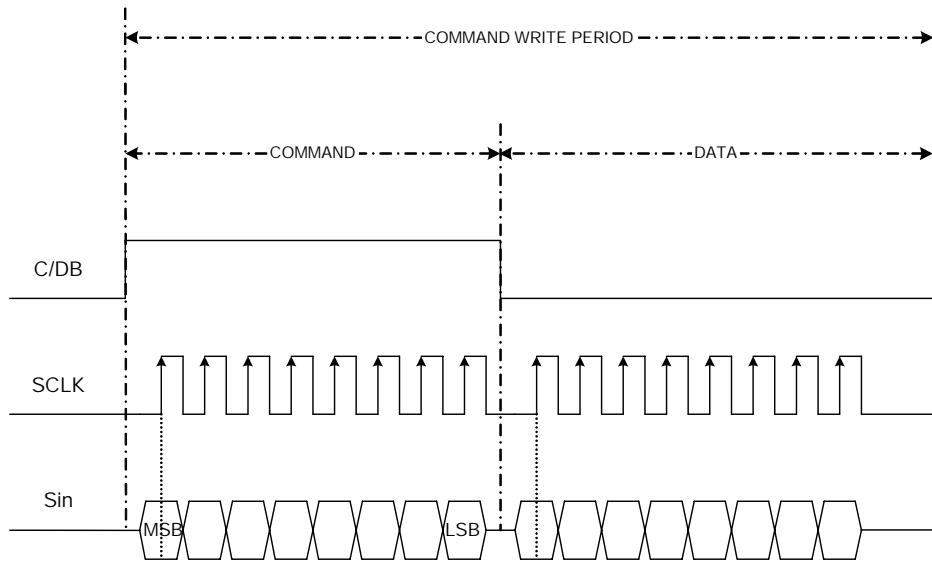 COMMAND WRITE PERIOD
COMMAND
DATA
C/DB
SCLK
Sin
MSB
LSB